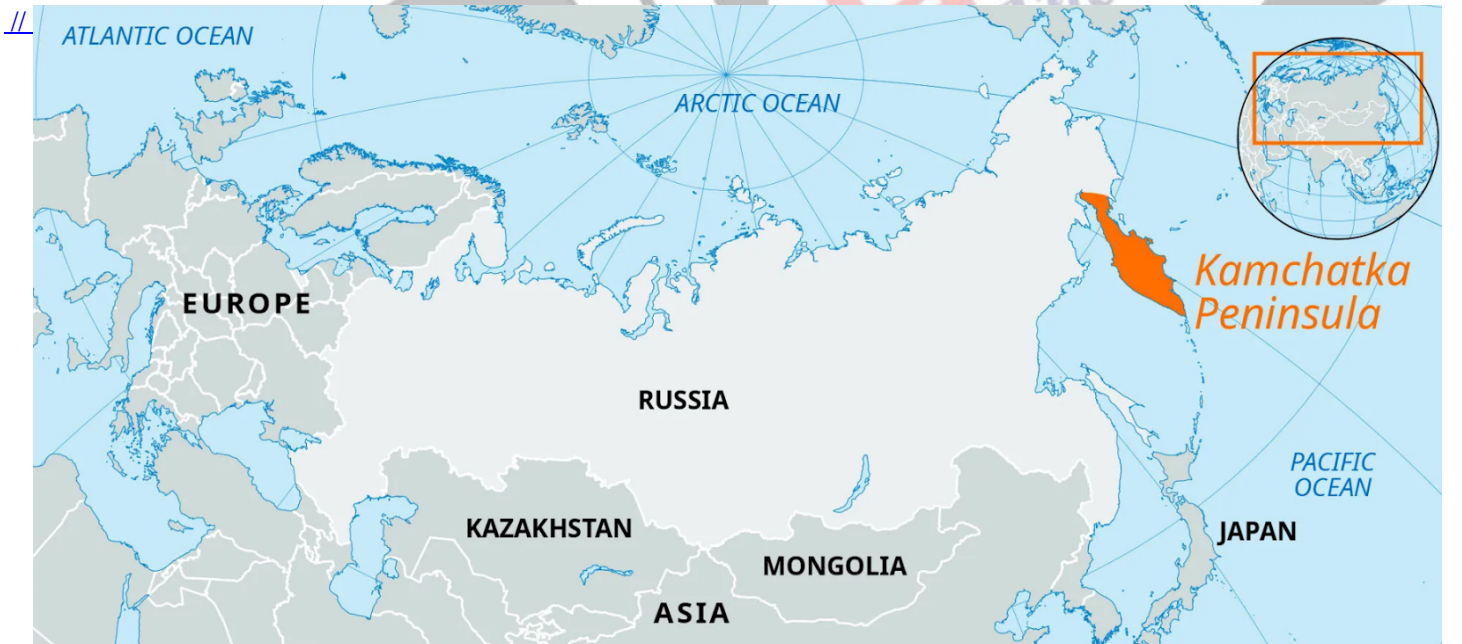 //
ATLANTIC OCEAN
ARCTIC OCEAN
Kamchatka
Peninsula
EUROPE
RUSSIA
PACIFIC
OCEAN
KAZAKHSTAN
JAPAN
MONGOLIA
ASIA